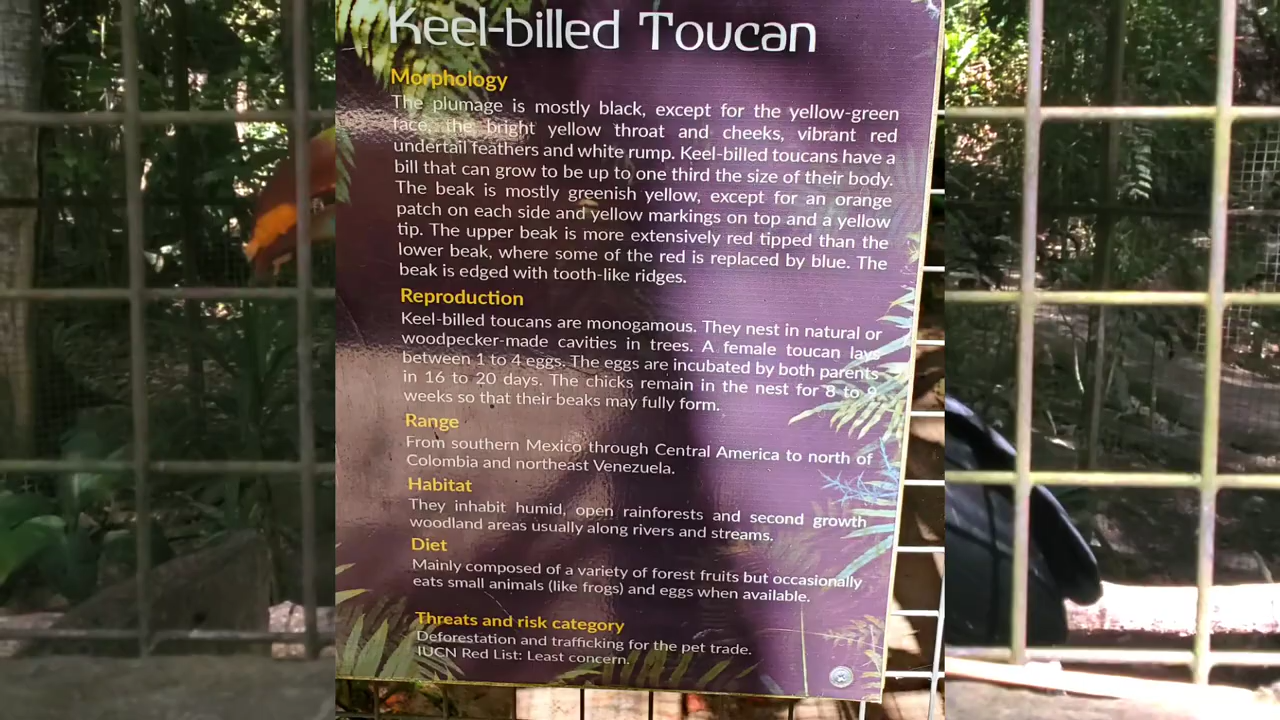 Keel-billed Toucan
Morphology
The plumage is mostly black, except for the yellow-green
face, the bright yellow throat and cheeks, vibrant red
undertail feathers and white rump. Keel-billed toucans have a
bill that can grow to be up to one third the size of their body.
The beak is mostly greenish yellow, except for an orange
patch on each side and yellow markings on top and a yellow
tip. The upper beak is more extensively red tipped than the
lower beak, where some of the red is replaced by blue. The
beak is edged with tooth-like ridges.
Reproduction
Keel-billed toucans are monogamous. They nest in natural or
woodpecker-made cavities in trees. A female toucan lays
between 1 to 4 eggs. The eggs are incubated by both parents
in 16 to 20 days. The chicks remain in the nest for 8 to 9
weeks so that their beaks may fully form.
Range
From southern Mexico through Central America to north of
Colombia and northeast Venezuela.
Habitat
They inhabit humid, open rainforests and second growth
woodland areas usually along rivers and streams.
Diet
Mainly composed of a variety of forest fruits but occasionally
eats small animals (like frogs) and eggs when available.
Threats and risk category
Deforestation and trafficking for the pet trade.
IUCN Red List: Least concern.